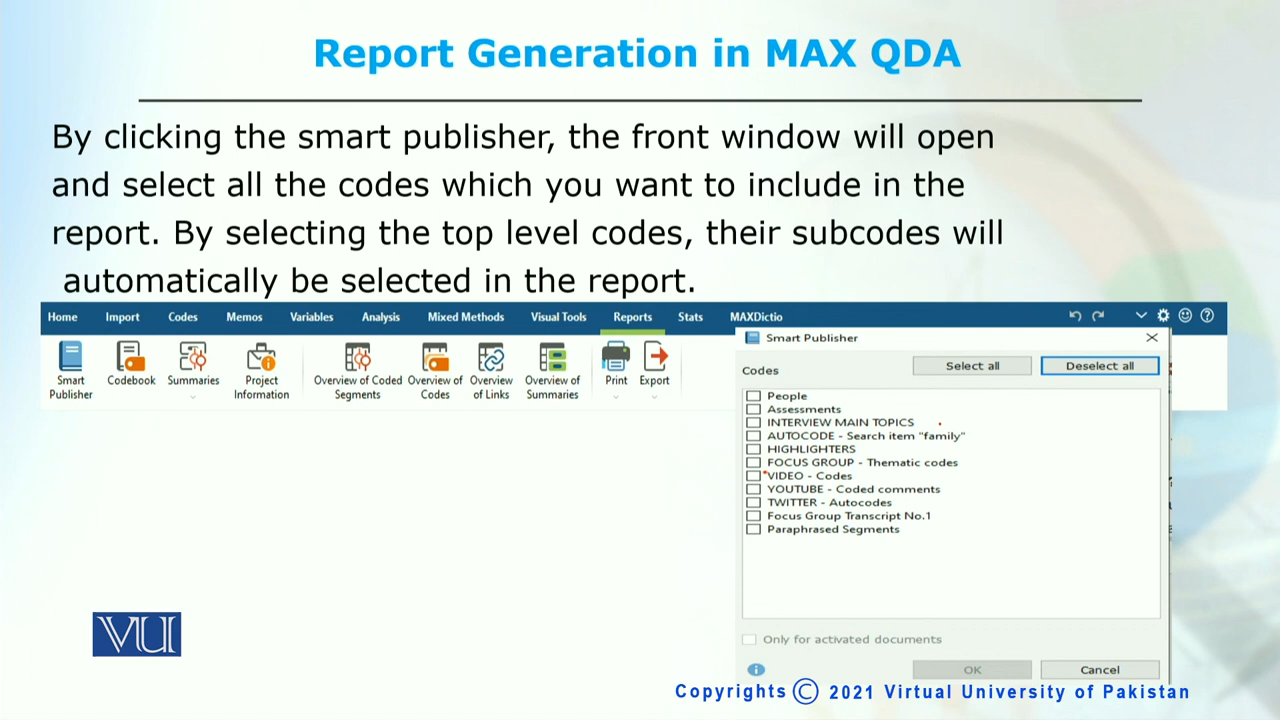 Report Generation in MAX QDA
By clicking the smart publisher, the front window will open
and select all the codes which you want to include in the
report. By selecting the top level codes, their subcodes will
automatically be selected in the report.
Home Import Codes Memos Variables Analysis Mixed Methods Visual Tools Reports Stats MAXDictio
Smart Publisher
Codebook
Summaries
Project Information
Overview of Coded Segments
Overview of Codes
Overview of Links
Overview of Summaries
Print
Export
Smart Publisher
Codes
Select all
Deselect all
People
Assessments
INTERVIEW MAIN TOPICS
AUTOCODE - Search item "family"
HIGHLIGHTERS
FOCUS GROUP - Thematic codes
VIDEO - Codes
YOUTUBE - Coded comments
TWITTER - Autocodes
Focus Group Transcript No.1
Paraphrased Segments
Only for activated documents
OK
Cancel
VU
Copyrights © 2021 Virtual University of Pakistan